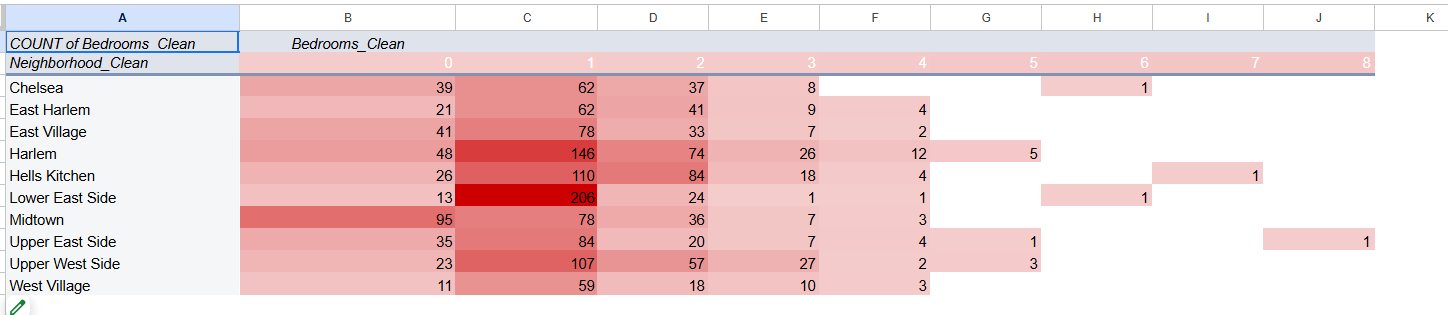 A B C D E F G H I J K
COUNT of Bedrooms_Clean Bedrooms_Clean
Neighborhood_Clean 0 1 2 3 4 5 6 7 8
Chelsea 39 62 37 8 1
East Harlem 21 62 41 9 4
East Village 41 78 33 7 2
Harlem 48 146 74 26 12 5
Hells Kitchen 26 110 84 18 4 1
Lower East Side 13 206 24 1 1 1
Midtown 95 78 36 7 3
Upper East Side 35 84 20 7 4 1 1
Upper West Side 23 107 57 27 2 3
West Village 11 59 18 10 3